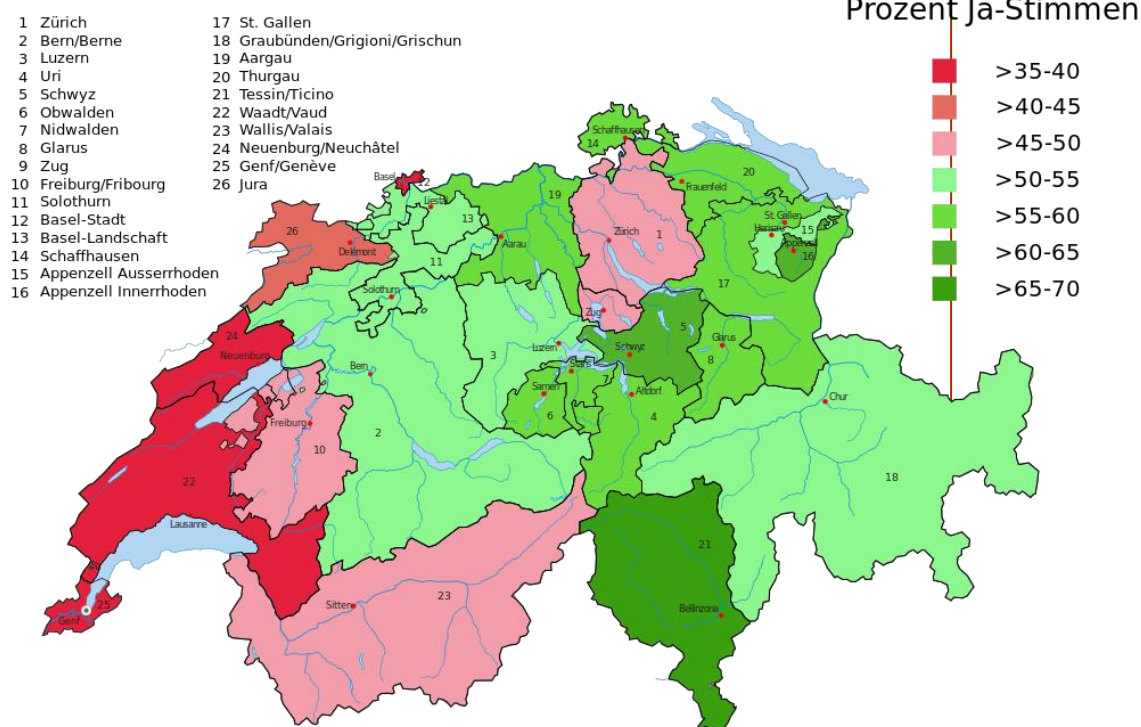 Prozent Ja-Stimmen
1 Zürich
2 Bern/Berne
3 Luzern
4 Uri
5 Schwyz
6 Obwalden
7 Nidwalden
8 Glarus
9 Zug
10 Freiburg/Fribourg
11 Solothurn
12 Basel-Stadt
13 Basel-Landschaft
14 Schaffhausen
15 Appenzell Ausserrhoden
16 Appenzell Innerrhoden
17 St. Gallen
18 Graubünden/Grigioni/Grischun
19 Aargau
20 Thurgau
21 Tessin/Ticino
22 Waadt/Vaud
23 Wallis/Valais
24 Neuenburg/Neuchâtel
25 Genf/Genève
26 Jura
>35-40
>40-45
>45-50
>50-55
>55-60
>60-65
>65-70
Schaffhausen
14
Basel
12
20
Frauenfeld
19
Liestal
13
St. Gallen
Herisau
15
26
Delémont
Aarau
Zürich
1
Appenzell
16
11
Solothurn
17
Zug
24
Neuenburg
Luzern
3
Schwyz
5
Glarus
8
Bern
Stans
7
Sarnen
Altdorf
Chur
6
4
Freiburg
10
2
22
18
Lausanne
21
23
Sitten
25
Genf
Bellinzona